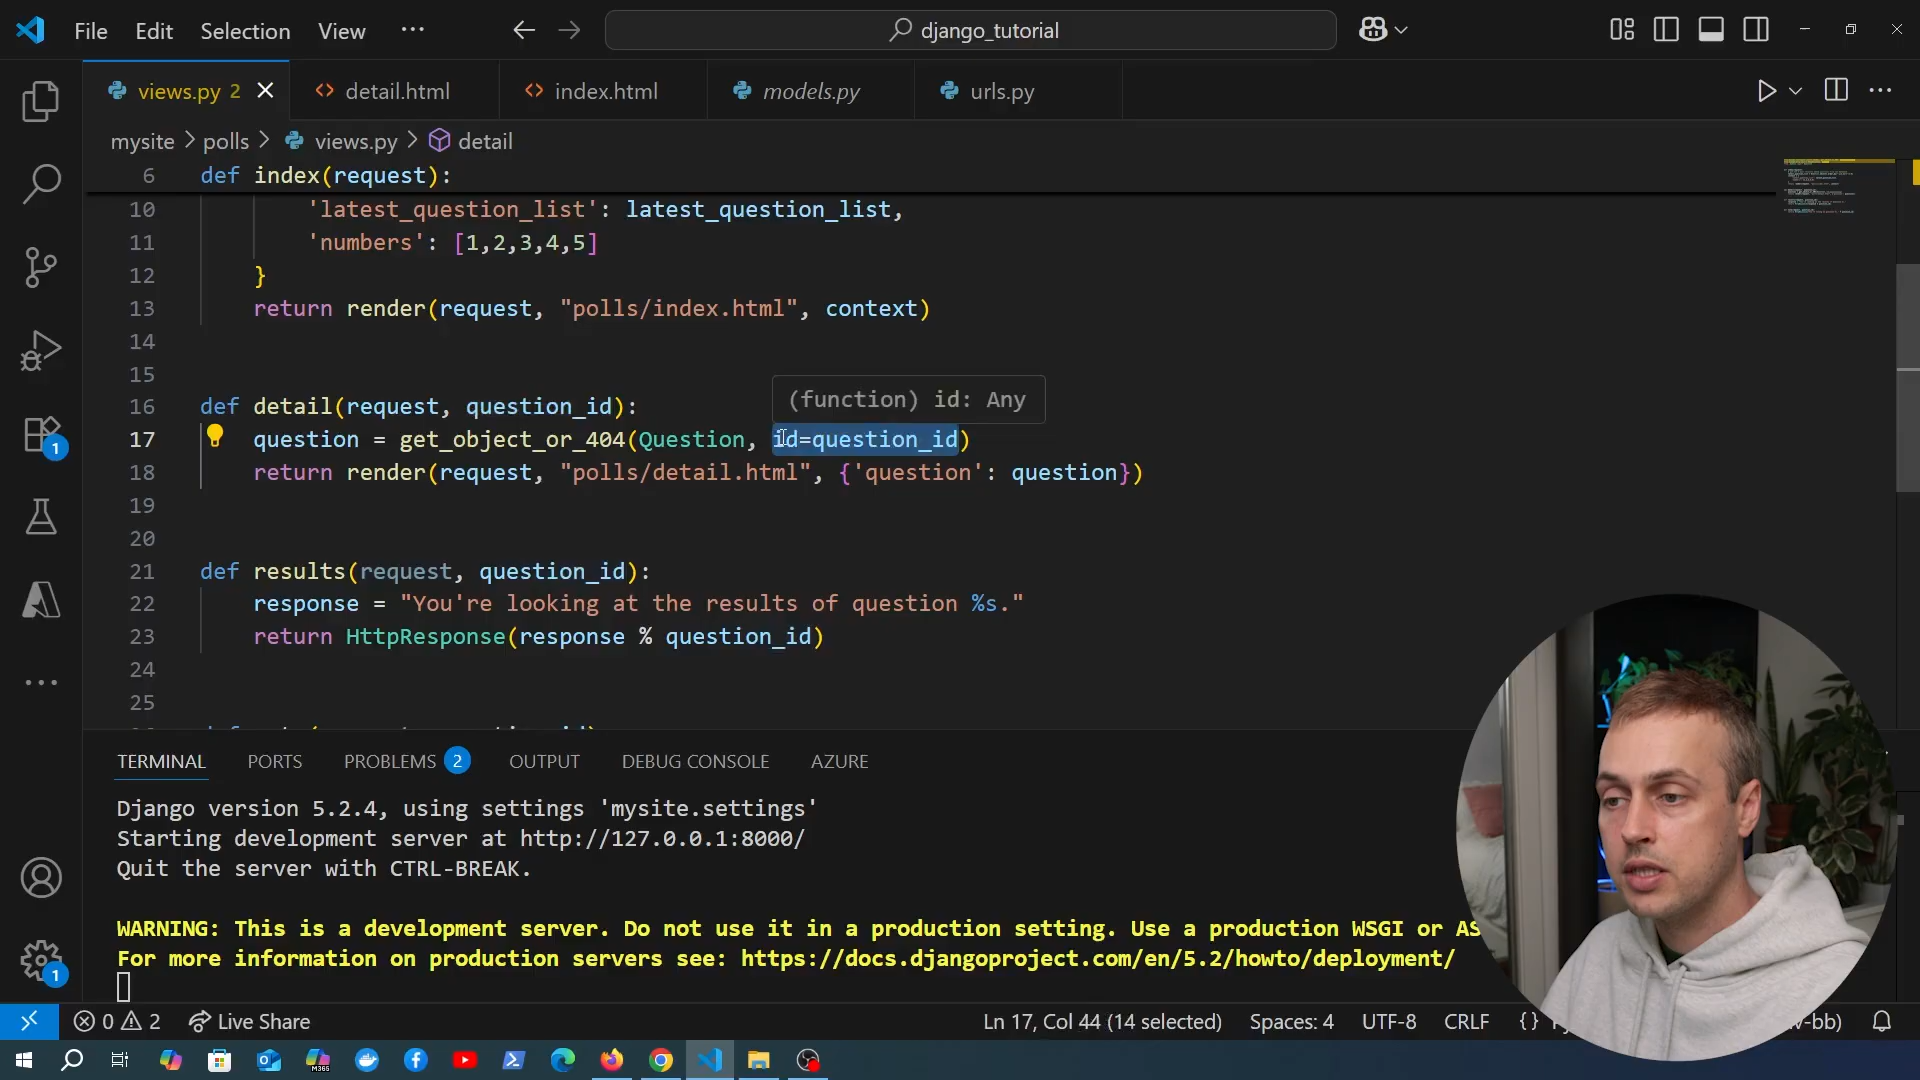 File Edit Selection View ··· django_tutorial
views.py 2 detail.html index.html models.py urls.py
mysite > polls > views.py > detail
6 def index(request):
10 'latest_question_list': latest_question_list,
11 'numbers': [1,2,3,4,5]
12 }
13 return render(request, "polls/index.html", context)
14
15
(function) id: Any
16 def detail(request, question_id):
17 question = get_object_or_404(Question, id=question_id)
18 return render(request, "polls/detail.html", {'question': question})
19
20
21 def results(request, question_id):
22 response = "You're looking at the results of question %s."
23 return HttpResponse(response % question_id)
24
25
1
TERMINAL PORTS PROBLEMS 2 OUTPUT DEBUG CONSOLE AZURE
Django version 5.2.4, using settings 'mysite.settings'
Starting development server at http://127.0.0.1:8000/
Quit the server with CTRL-BREAK.
WARNING: This is a development server. Do not use it in a production setting. Use a production WSGI or AS
For more information on production servers see: https://docs.djangoproject.com/en/5.2/howto/deployment/
1
0 2 Live Share Ln 17, Col 44 (14 selected) Spaces: 4 UTF-8 CRLF {}
M365